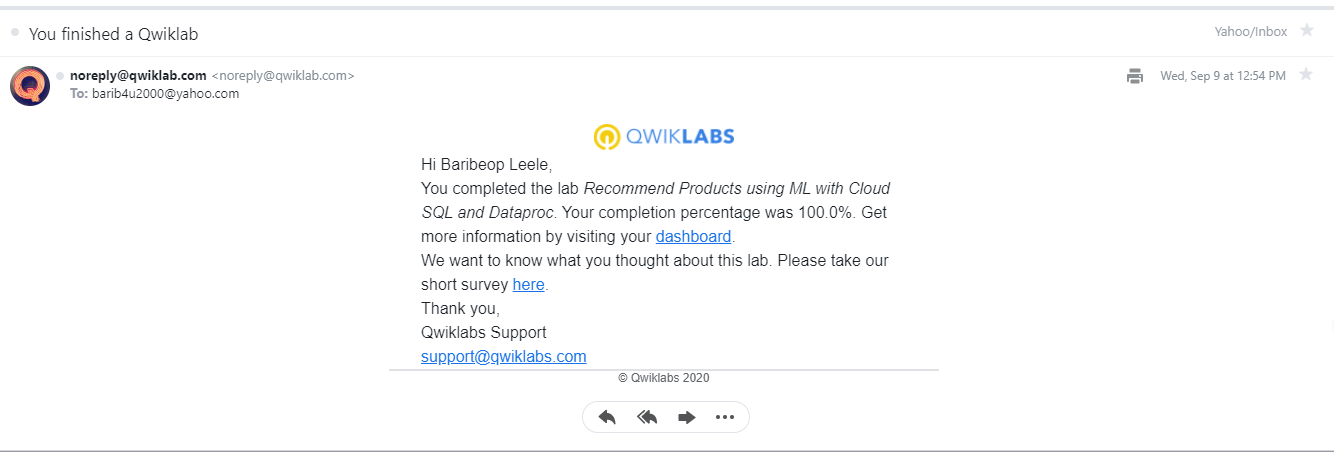 You finished a Qwiklab
Yahoo/Inbox
noreply@qwiklab.com <noreply@qwiklab.com>
Wed, Sep 9 at 12:54 PM
To: barib4u2000@yahoo.com
QWIKLABS
Hi Baribeop Leele,
You completed the lab Recommend Products using ML with Cloud
SQL and Dataproc. Your completion percentage was 100.0%. Get
more information by visiting your dashboard.
We want to know what you thought about this lab. Please take our
short survey here.
Thank you,
Qwiklabs Support
support@qwiklabs.com
© Qwiklabs 2020